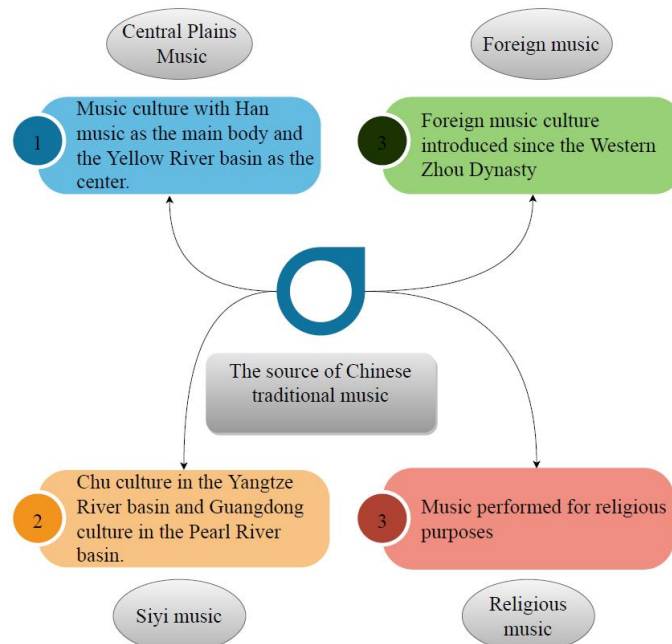 Central Plains
Music
Foreign music
1
Music culture with Han
music as the main body and
the Yellow River basin as the
center.
3
Foreign music culture
introduced since the Western
Zhou Dynasty
The source of Chinese
traditional music
2
Chu culture in the Yangtze
River basin and Guangdong
culture in the Pearl River
basin.
3
Music performed for religious
purposes
Siyi music
Religious
music